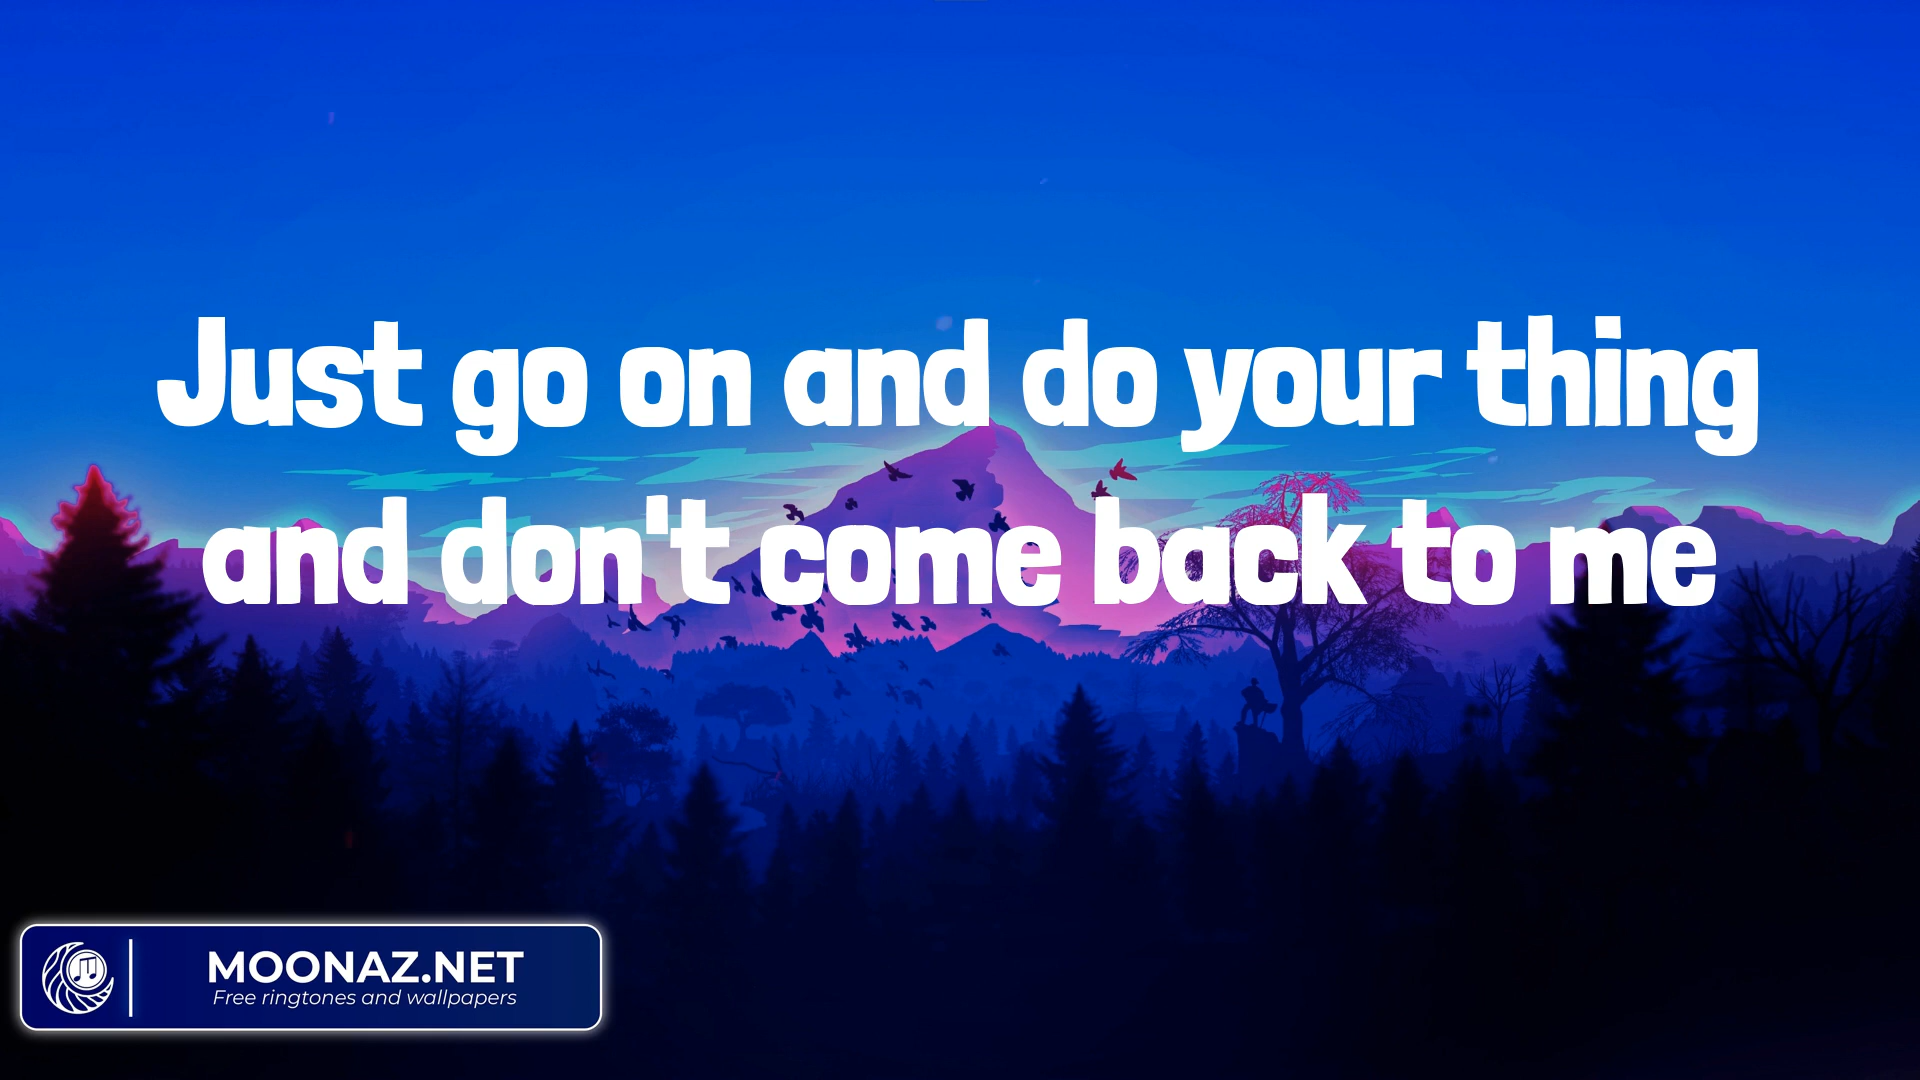 Just go on and do your thing
and don't come back to me
MOONAZ.NET
Free ringtones and wallpapers